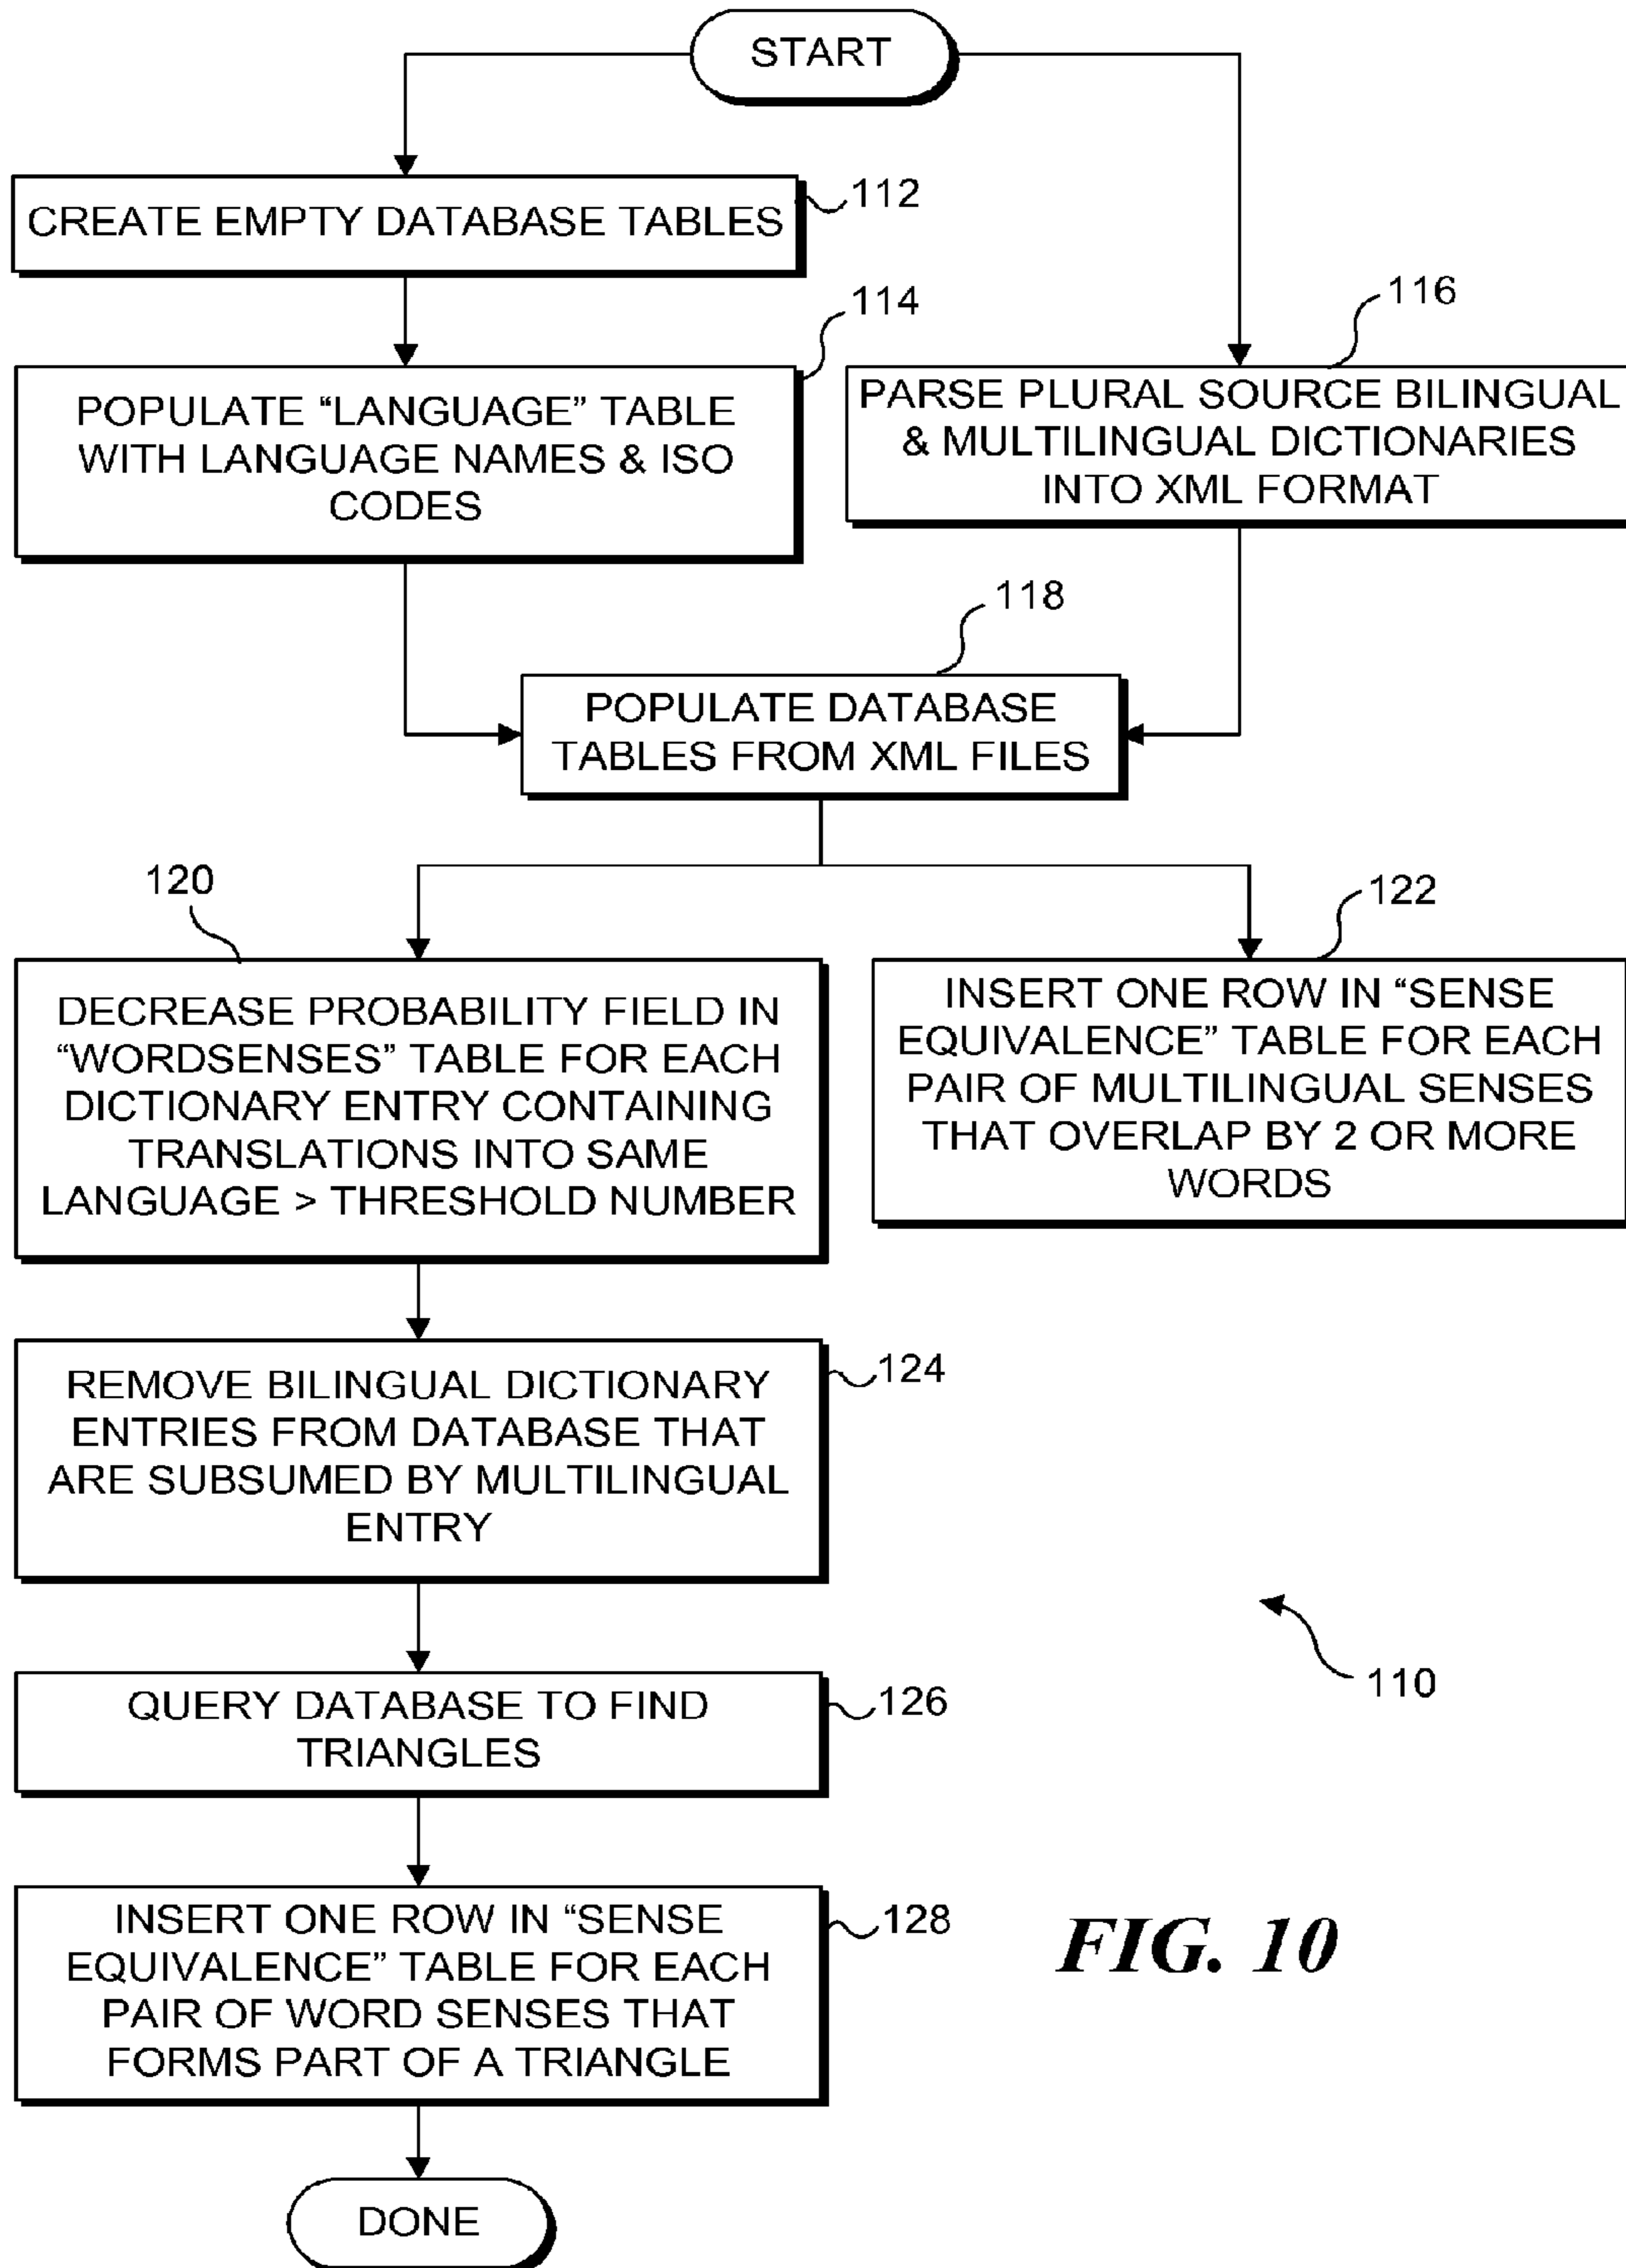 START
CREATE EMPTY DATABASE TABLES
112
POPULATE “LANGUAGE” TABLE
WITH LANGUAGE NAMES & ISO
CODES
114
PARSE PLURAL SOURCE BILINGUAL
& MULTILINGUAL DICTIONARIES
INTO XML FORMAT
116
POPULATE DATABASE
TABLES FROM XML FILES
118
DECREASE PROBABILITY FIELD IN
“WORDSENSES” TABLE FOR EACH
DICTIONARY ENTRY CONTAINING
TRANSLATIONS INTO SAME
LANGUAGE > THRESHOLD NUMBER
120
INSERT ONE ROW IN “SENSE
EQUIVALENCE” TABLE FOR EACH
PAIR OF MULTILINGUAL SENSES
THAT OVERLAP BY 2 OR MORE
WORDS
122
REMOVE BILINGUAL DICTIONARY
ENTRIES FROM DATABASE THAT
ARE SUBSUMED BY MULTILINGUAL
ENTRY
124
QUERY DATABASE TO FIND
TRIANGLES
126
110
INSERT ONE ROW IN “SENSE
EQUIVALENCE” TABLE FOR EACH
PAIR OF WORD SENSES THAT
FORMS PART OF A TRIANGLE
128
FIG. 10
DONE